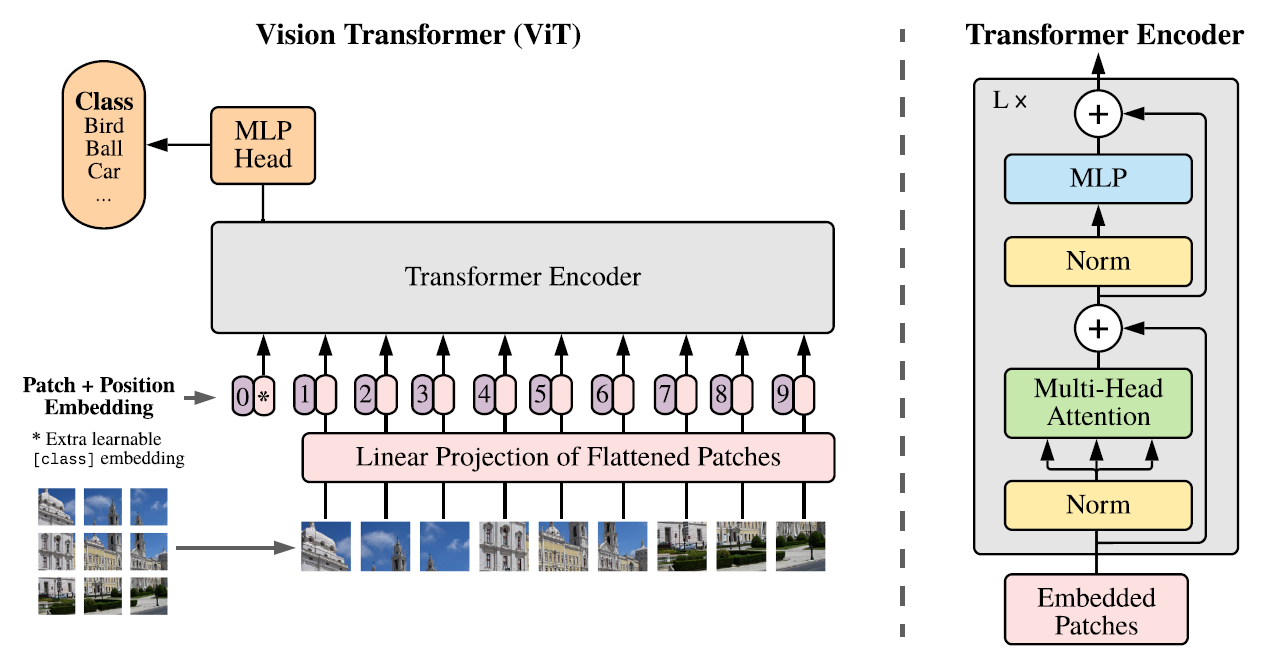 Vision Transformer (ViT)
Class
Bird
Ball
Car
...
MLP
Head
Transformer Encoder
0 * 1 2 3 4 5 6 7 8 9
Patch + Position
Embedding
* Extra learnable
[class] embedding
Linear Projection of Flattened Patches
Transformer Encoder
L ×
+
MLP
Norm
+
Multi-Head
Attention
Norm
Embedded
Patches